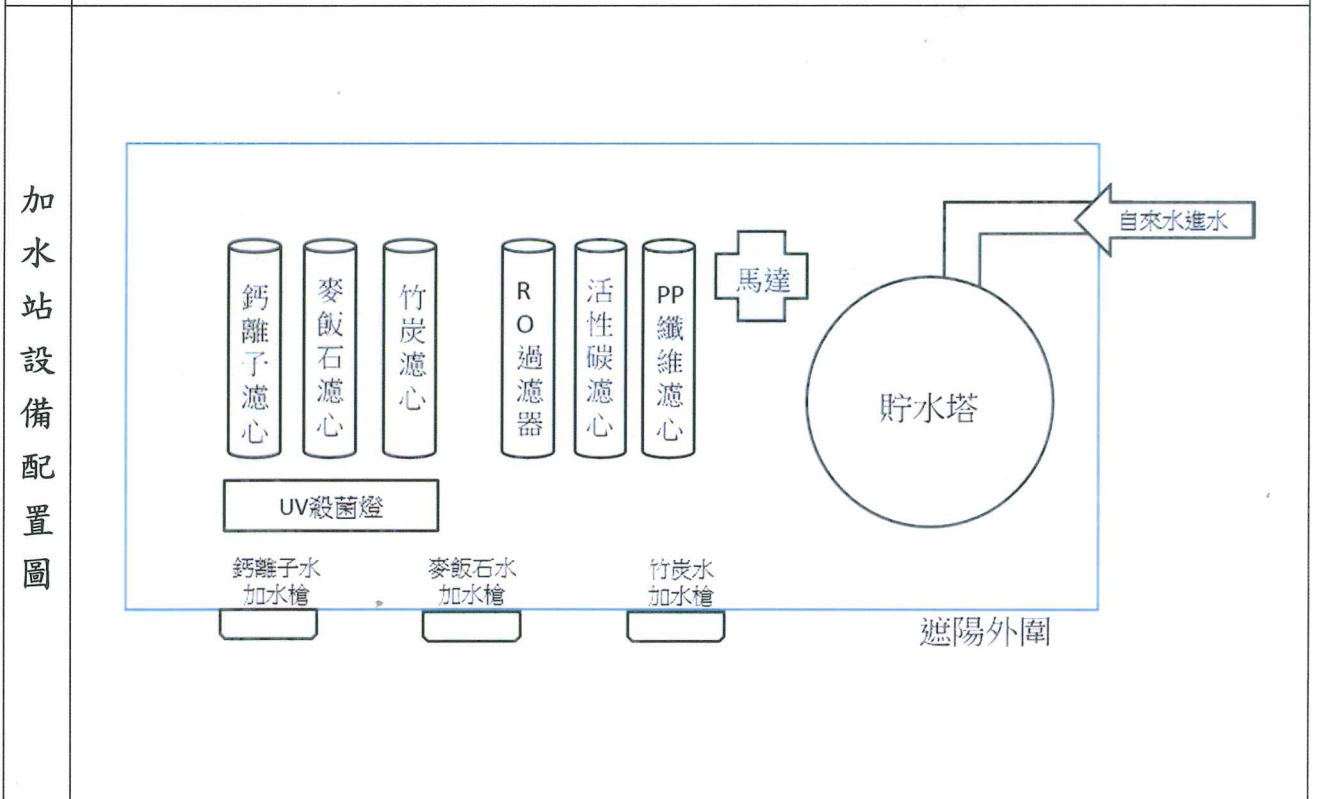 加水站設備配置圖
自來水進水
鈣離子濾心
麥飯石濾心
竹炭濾心
RO過濾器
活性碳濾心
PP纖維濾心
馬達
貯水塔
UV殺菌燈
鈣離子水
加水槍
麥飯石水
加水槍
竹炭水
加水槍
遮陽外圍